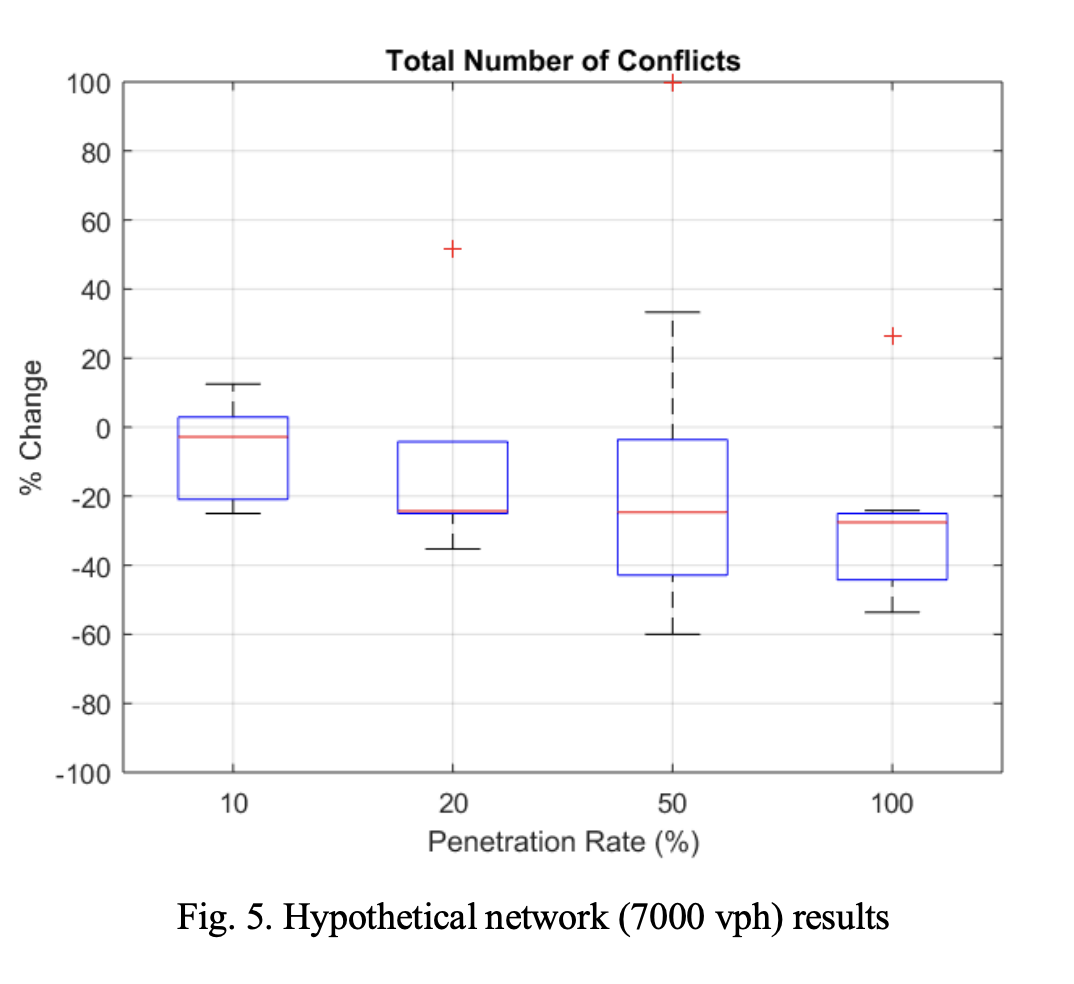 Total Number of Conflicts
100
80
60
40
20
0
-20
-40
-60
-80
-100
% Change
10 20 50 100
Penetration Rate (%)
Fig. 5. Hypothetical network (7000 vph) results